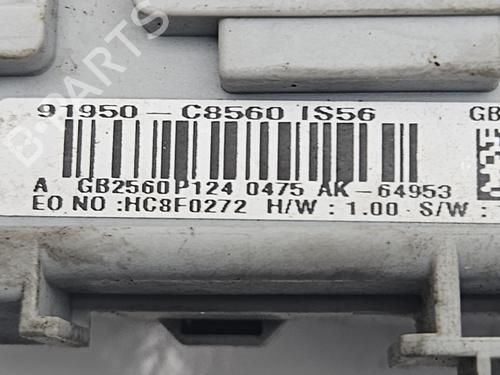 B-PARTS
91950-C8560 IS56
GB
A GB2560P124 0475 AK-64953
EO NO :HC8F0272 H/W : 1.00 S/W :